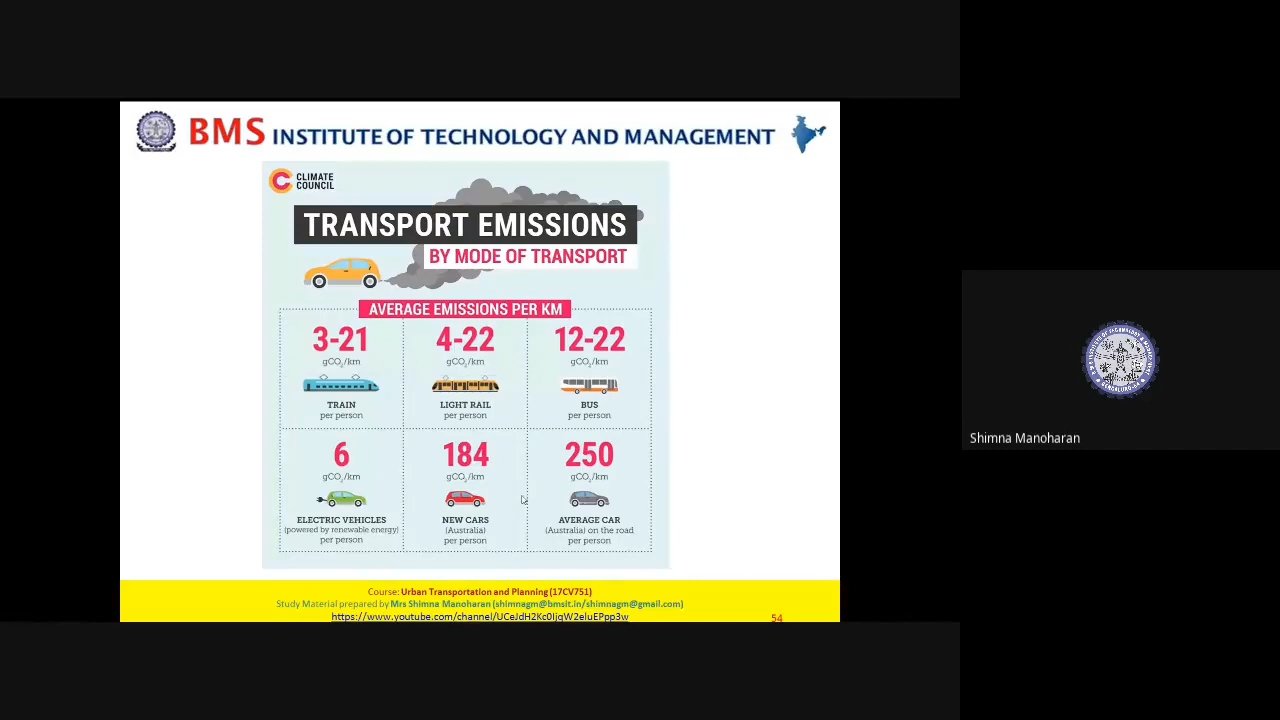 BMS INSTITUTE OF TECHNOLOGY AND MANAGEMENT
CLIMATE
COUNCIL
TRANSPORT EMISSIONS
BY MODE OF TRANSPORT
AVERAGE EMISSIONS PER KM
3-21
gCO₂/km
TRAIN
per person
4-22
gCO₂/km
LIGHT RAIL
per person
12-22
gCO₂/km
BUS
per person
6
gCO₂/km
ELECTRIC VEHICLES
(powered by renewable energy)
per person
184
gCO₂/km
NEW CARS
(Australia)
per person
250
gCO₂/km
AVERAGE CAR
(Australia) on the road
per person
Course: Urban Transportation and Planning (17CV751)
Study Material prepared by Mrs Shimna Manoharan (shimnagm@bmsit.in/shimnagm@gmail.com)
54
Shimna Manoharan